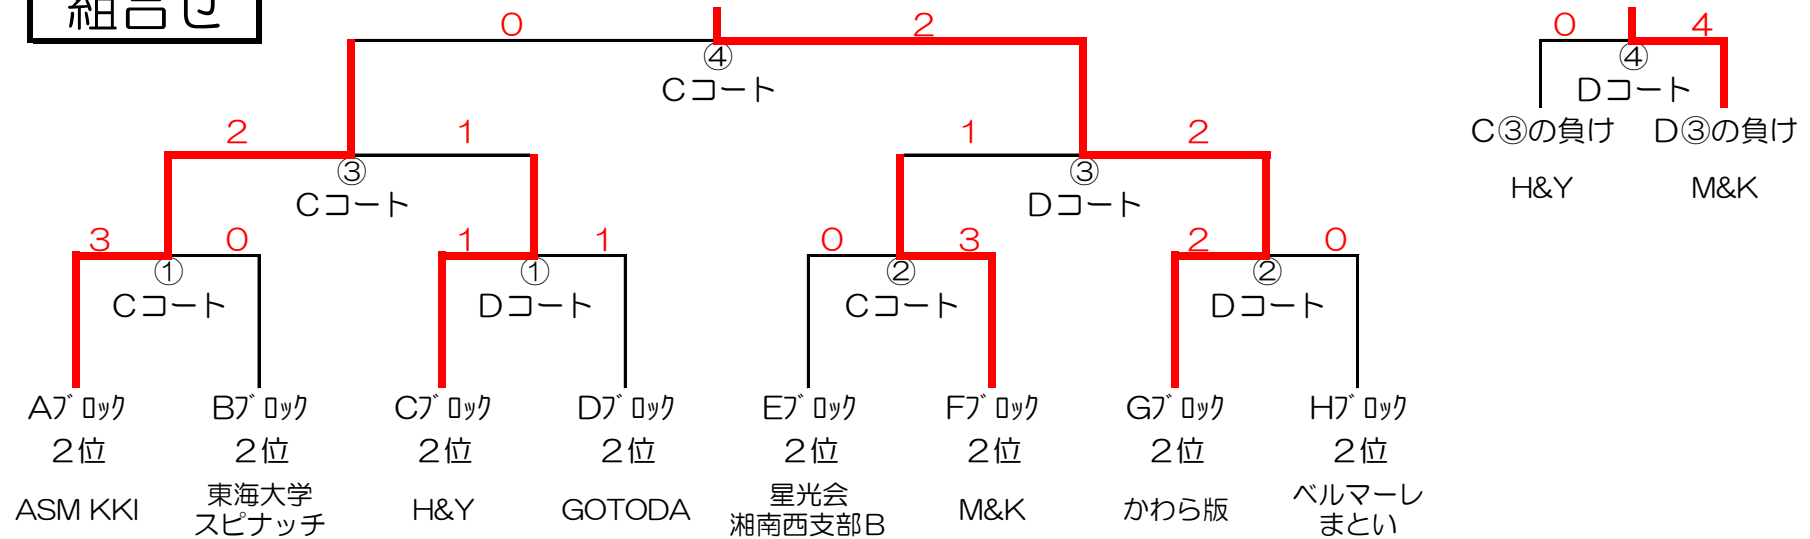 組合せ
0 2 0 4
④ ④
Cコート Dコート
C③の負け D③の負け
2 1 1 2
③ ③
H&Y M&K
Cコート Dコート
3 0 1 1 0 3 2 0
① ① ② ②
Cコート Dコート Cコート Dコート
Aﾌﾞﾛｯｸ Bﾌﾞﾛｯｸ Cﾌﾞﾛｯｸ Dﾌﾞﾛｯｸ Eﾌﾞﾛｯｸ Fﾌﾞﾛｯｸ Gﾌﾞﾛｯｸ Hﾌﾞﾛｯｸ
2位 2位 2位 2位 2位 2位 2位 2位
ASM KKI
東海大学
スピナッチ
H&Y
GOTODA
星光会
湘南西支部B
M&K
かわら版
ベルマーレ
まとい